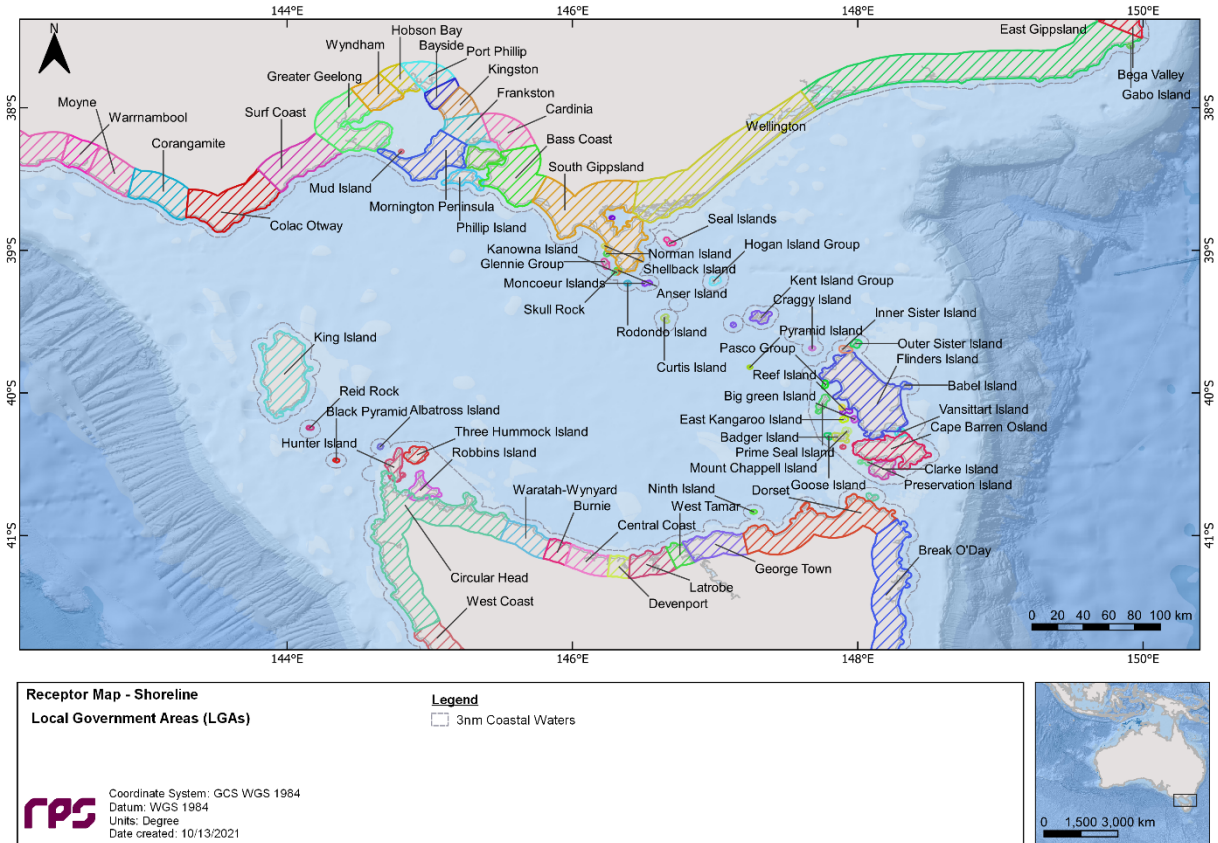 144°E
146°E
148°E
150°E
N
Hobson Bay
Wyndham
Bayside
Port Phillip
East Gippsland
Greater Geelong
Kingston
Bega Valley
Moyne
Frankston
Gabo Island
38°S
38°S
Warrnambool
Surf Coast
Cardinia
Corangamite
Bass Coast
Wellington
South Gippsland
Mud Island
Mornington Peninsula
Seal Islands
Colac Otway
Phillip Island
Kanowna Island
Norman Island
Hogan Island Group
39°S
39°S
Glennie Group
Shellback Island
Kent Island Group
Moncoeur Islands
Anser Island
Craggy Island
Skull Rock
Inner Sister Island
Rodondo Island
Pyramid Island
King Island
Outer Sister Island
Pasco Group
Flinders Island
Curtis Island
Reef Island
Reid Rock
Babel Island
40°S
40°S
Big green Island
Black Pyramid
Albatross Island
Vansittart Island
East Kangaroo Island
Cape Barren Osland
Hunter Island
Three Hummock Island
Badger Island
Robbins Island
Prime Seal Island
Mount Chappell Island
Clarke Island
Goose Island
Preservation Island
Waratah-Wynyard
Ninth Island
Dorset
Burnie
West Tamar
Central Coast
41°S
41°S
Break O'Day
George Town
Circular Head
Latrobe
West Coast
Devenport
0 20 40 60 80 100 km
144°E
146°E
148°E
150°E
Receptor Map - Shoreline
Local Government Areas (LGAs)
Legend
3nm Coastal Waters
rps
Coordinate System: GCS WGS 1984
Datum: WGS 1984
Units: Degree
Date created: 10/13/2021
0 1,500 3,000 km